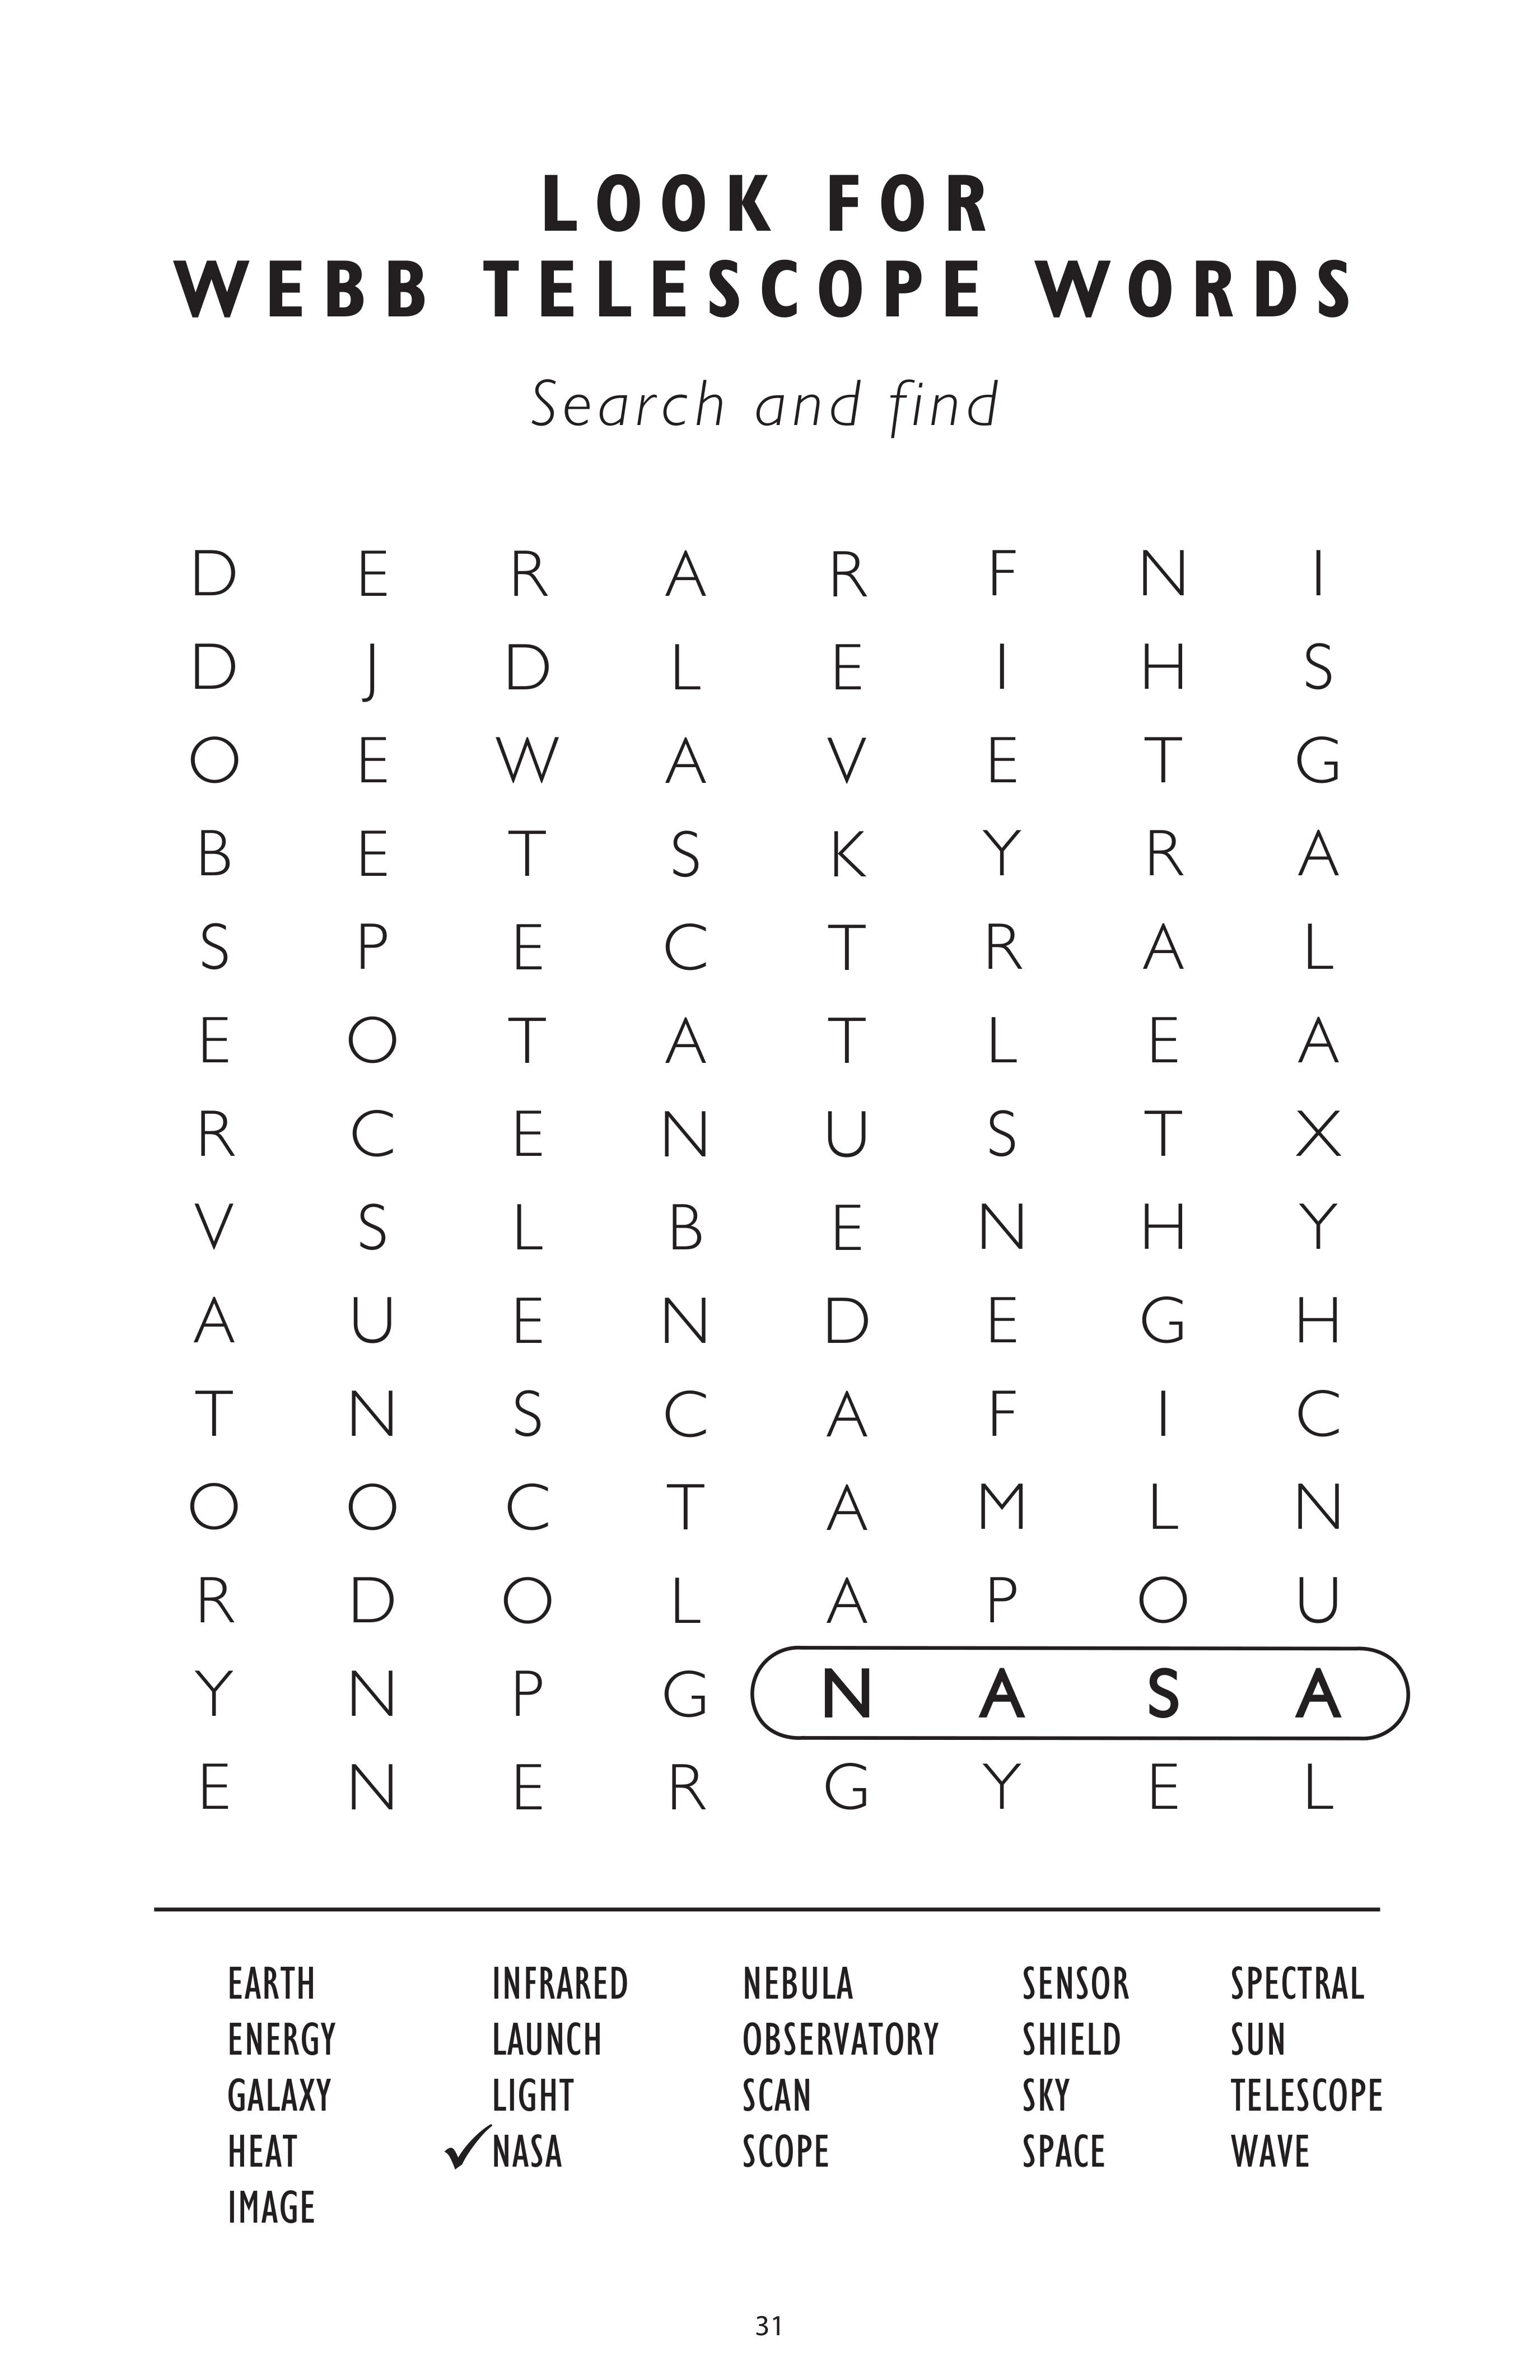 LOOK FOR
WEBB TELESCOPE WORDS
Search and find
D E R A R F N I
D J D L E I H S
O E W A V E T G
B E T S K Y R A
S P E C T R A L
E O T A T L E A
R C E N U S T X
V S L B E N H Y
A U E N D E G H
T N S C A F I C
O O C T A M L N
R D O L A P O U
Y N P G N A S A
E N E R G Y E L
EARTH INFRARED NEBULA SENSOR SPECTRAL
ENERGY LAUNCH OBSERVATORY SHIELD SUN
GALAXY LIGHT SCAN SKY TELESCOPE
HEAT ✓NASA SCOPE SPACE WAVE
IMAGE
31